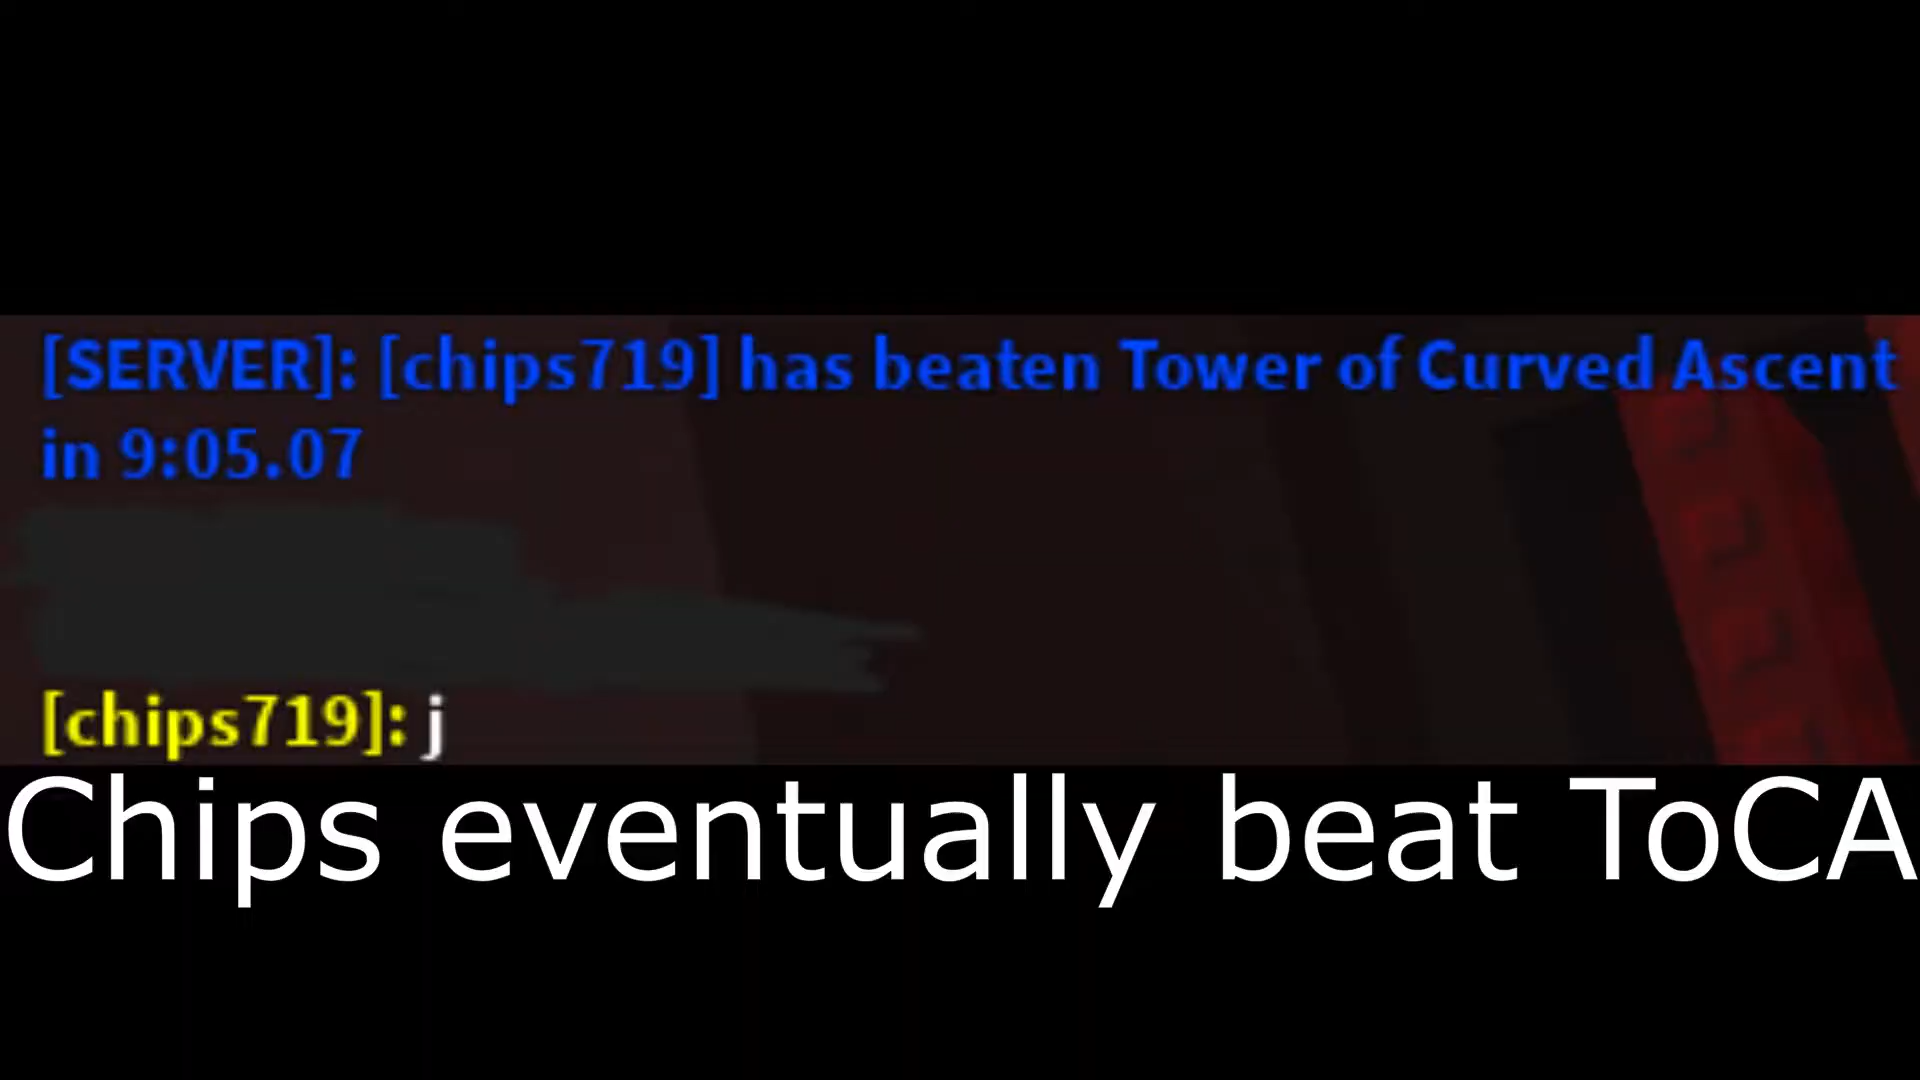 [SERVER]: [chips719] has beaten Tower of Curved Ascent
in 9:05.07
[chips719]: j
Chips eventually beat ToCA